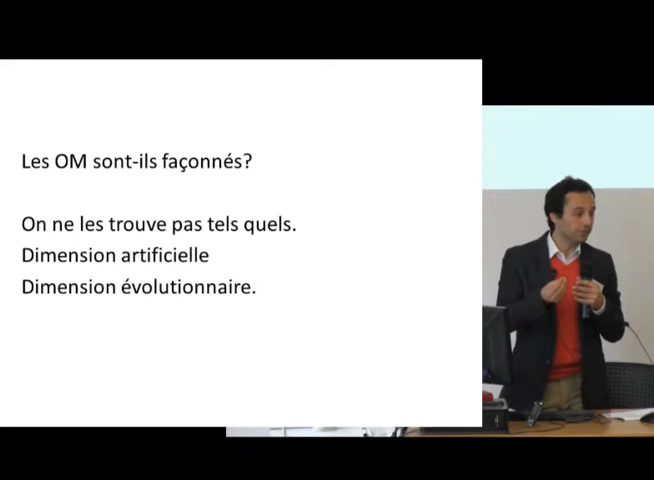 Les OM sont-ils façonnés?
On ne les trouve pas tels quels.
Dimension artificielle
Dimension évolutionnaire.